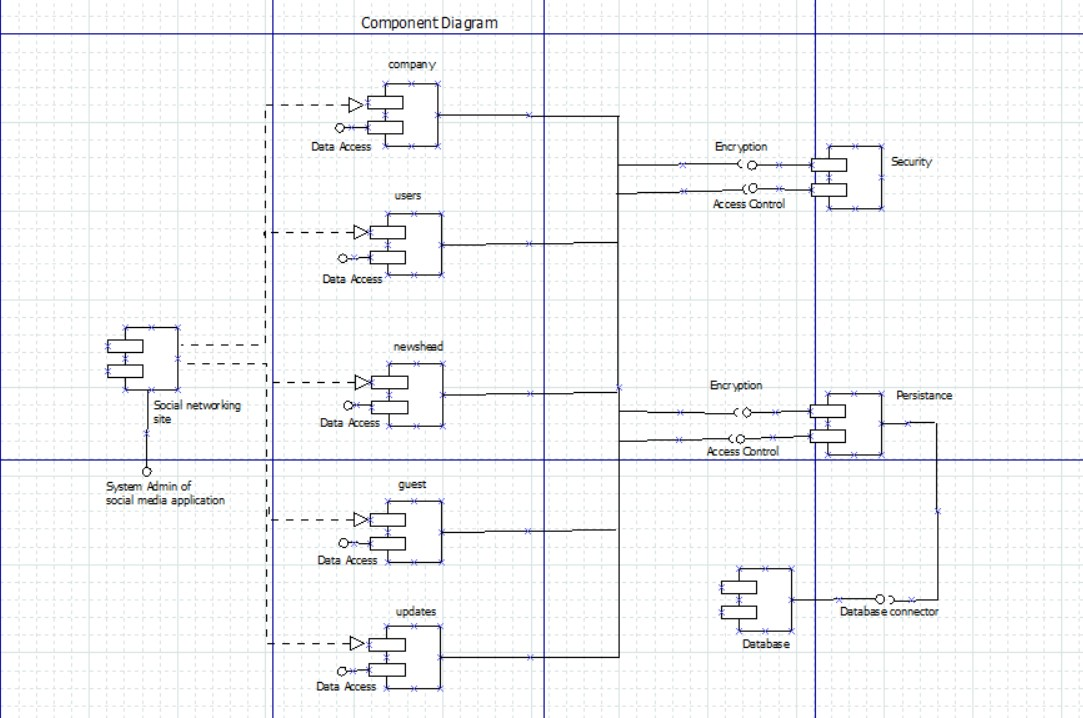 Component Diagram
company
Data Access
Encryption
Security
Access Control
users
Data Access
newshead
Data Access
Encryption
Persistance
Access Control
Social networking
site
System Admin of
social media application
guest
Data Access
updates
Data Access
Database connector
Database